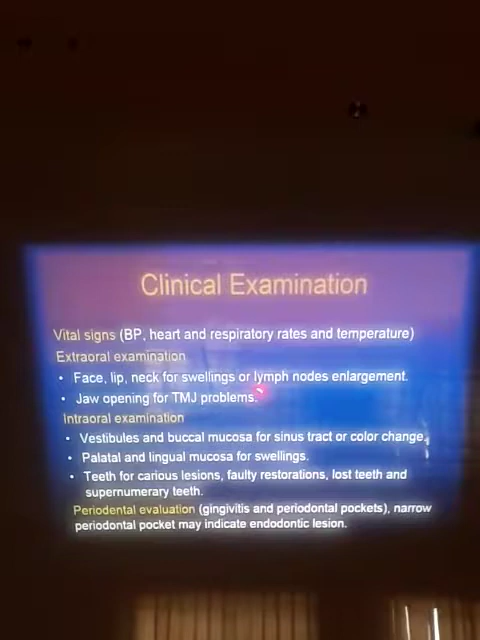 Clinical Examination
Vital signs (BP, heart and respiratory rates and temperature)
Extraoral examination
• Face, lip, neck for swellings or lymph nodes enlargement.
• Jaw opening for TMJ problems.
Intraoral examination
• Vestibules and buccal mucosa for sinus tract or color change.
• Palatal and lingual mucosa for swellings.
• Teeth for carious lesions, faulty restorations, lost teeth and
supernumerary teeth.
Periodental evaluation (gingivitis and periodontal pockets), narrow
periodontal pocket may indicate endodontic lesion.